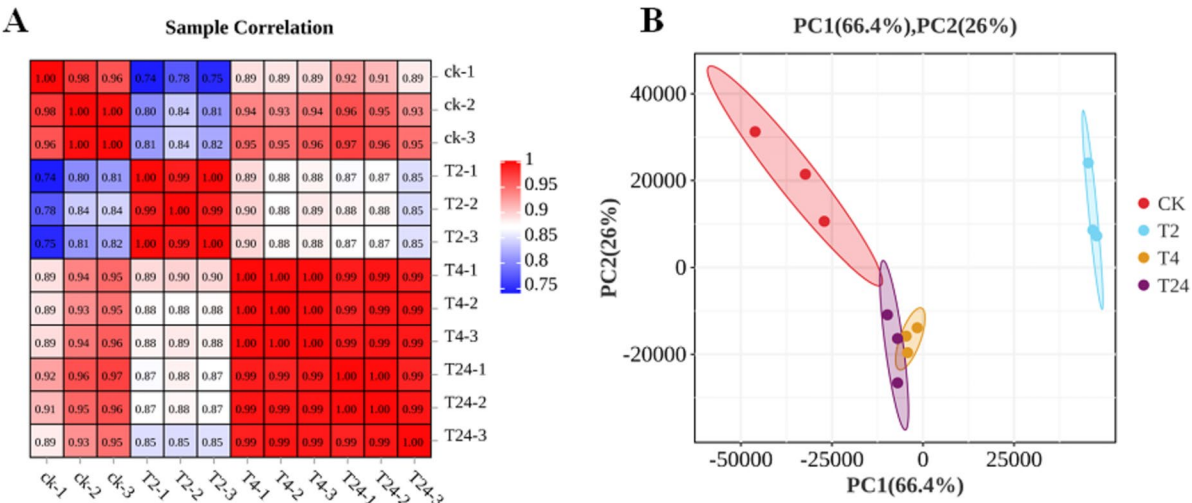 A
Sample Correlation
1.00 0.98 0.96 0.74 0.78 0.75 0.89 0.89 0.89 0.92 0.91 0.89 ck-1
0.98 1.00 1.00 0.80 0.84 0.81 0.94 0.93 0.94 0.96 0.95 0.93 ck-2
0.96 1.00 1.00 0.81 0.84 0.82 0.95 0.95 0.96 0.97 0.96 0.95 ck-3
0.74 0.80 0.81 1.00 0.99 1.00 0.89 0.88 0.88 0.87 0.87 0.85 T2-1
0.78 0.84 0.84 0.99 1.00 0.99 0.90 0.88 0.89 0.88 0.88 0.85 T2-2
0.75 0.81 0.82 1.00 0.99 1.00 0.90 0.88 0.88 0.87 0.87 0.85 T2-3
0.89 0.94 0.95 0.89 0.90 0.90 1.00 1.00 1.00 0.99 0.99 0.99 T4-1
0.89 0.93 0.95 0.88 0.88 0.88 1.00 1.00 1.00 0.99 0.99 0.99 T4-2
0.89 0.94 0.96 0.88 0.89 0.88 1.00 1.00 1.00 0.99 0.99 0.99 T4-3
0.92 0.96 0.97 0.87 0.88 0.87 0.99 0.99 0.99 1.00 1.00 0.99 T24-1
0.91 0.95 0.96 0.87 0.88 0.87 0.99 0.99 0.99 1.00 1.00 0.99 T24-2
0.89 0.93 0.95 0.85 0.85 0.85 0.99 0.99 0.99 0.99 0.99 1.00 T24-3
ck-1 ck-2 ck-3 T2-1 T2-2 T2-3 T4-1 T4-2 T4-3 T24-1 T24-2 T24-3
1
0.95
0.9
0.85
0.8
0.75
B
PC1(66.4%),PC2(26%)
PC2(26%)
40000
20000
0
-20000
-50000 -25000 0 25000
PC1(66.4%)
CK
T2
T4
T24